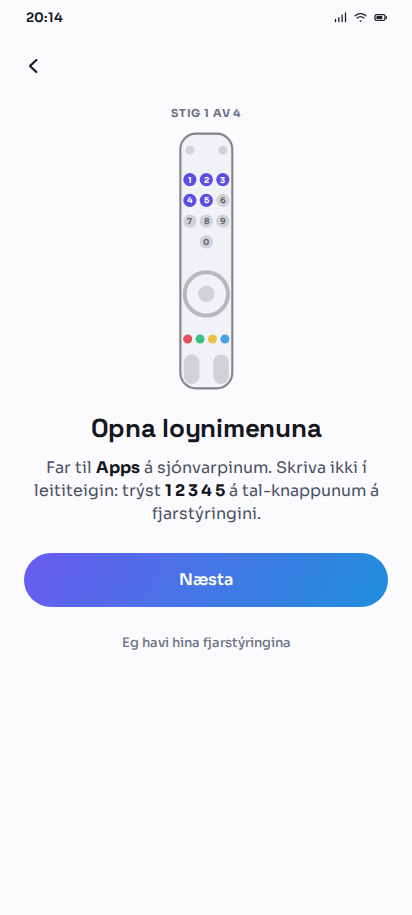 20:14
STIG 1 AV 4
1 2 3
4 5 6
7 8 9
0
Opna loynimenuna
Far til Apps á sjónvarpinum. Skriva ikki í
leititeigin: trýst 1 2 3 4 5 á tal-knappunum á
fjarstýringini.
Næsta
Eg havi hina fjarstýringina